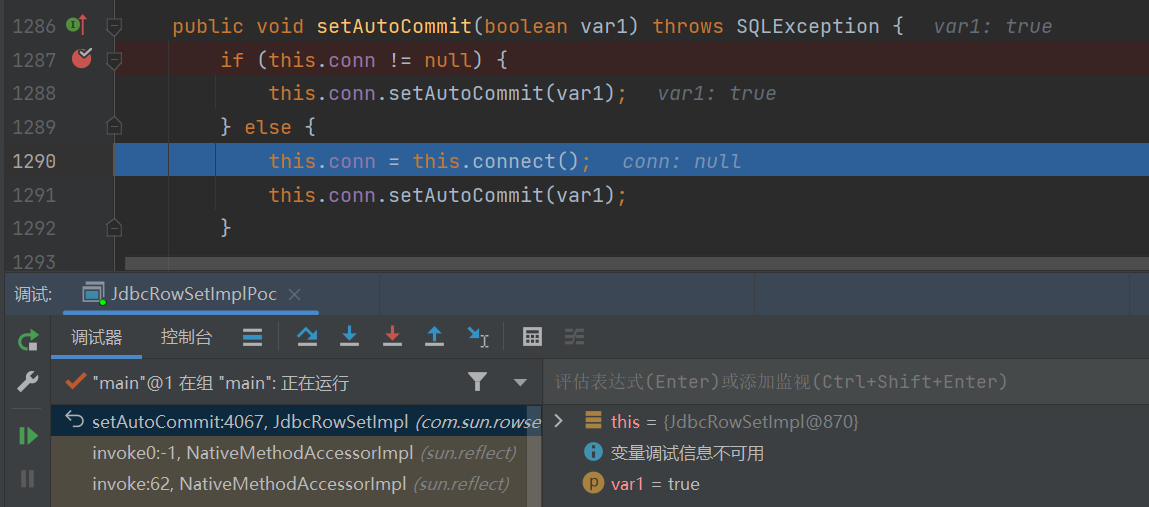 1286 public void setAutoCommit(boolean var1) throws SQLException { var1: true
1287 if (this.conn != null) {
1288 this.conn.setAutoCommit(var1); var1: true
1289 } else {
1290 this.conn = this.connect(); conn: null
1291 this.conn.setAutoCommit(var1);
1292 }
1293
调试: JdbcRowSetImplPoc
调试器 控制台
"main"@1 在组 "main": 正在运行
评估表达式(Enter)或添加监视(Ctrl+Shift+Enter)
setAutoCommit:4067, JdbcRowSetImpl (com.sun.rowse
this = {JdbcRowSetImpl@870}
invoke0:-1, NativeMethodAccessorImpl (sun.reflect)
变量调试信息不可用
invoke:62, NativeMethodAccessorImpl (sun.reflect)
var1 = true